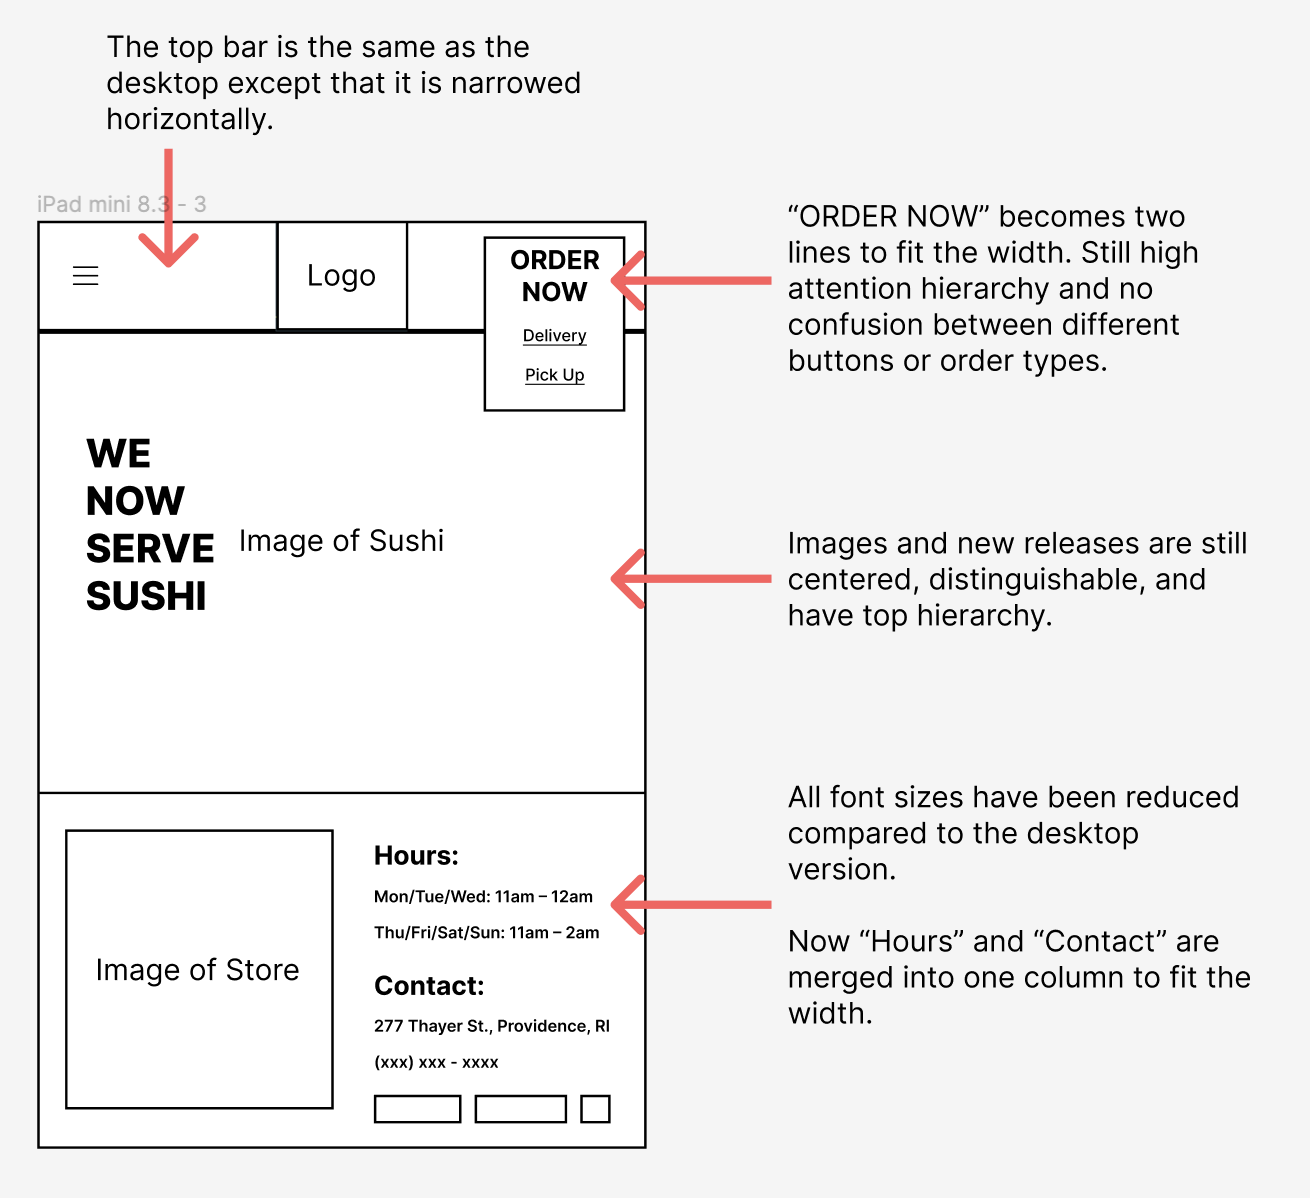 The top bar is the same as the
desktop except that it is narrowed
horizontally.
iPad mini 8.3 - 3
Logo
ORDER
NOW
Delivery
Pick Up
“ORDER NOW” becomes two
lines to fit the width. Still high
attention hierarchy and no
confusion between different
buttons or order types.
WE
NOW
SERVE
SUSHI
Image of Sushi
Images and new releases are still
centered, distinguishable, and
have top hierarchy.
Image of Store
Hours:
Mon/Tue/Wed: 11am – 12am
Thu/Fri/Sat/Sun: 11am – 2am
Contact:
277 Thayer St., Providence, RI
(xxx) xxx - xxxx
All font sizes have been reduced
compared to the desktop
version.
Now “Hours” and “Contact” are
merged into one column to fit the
width.